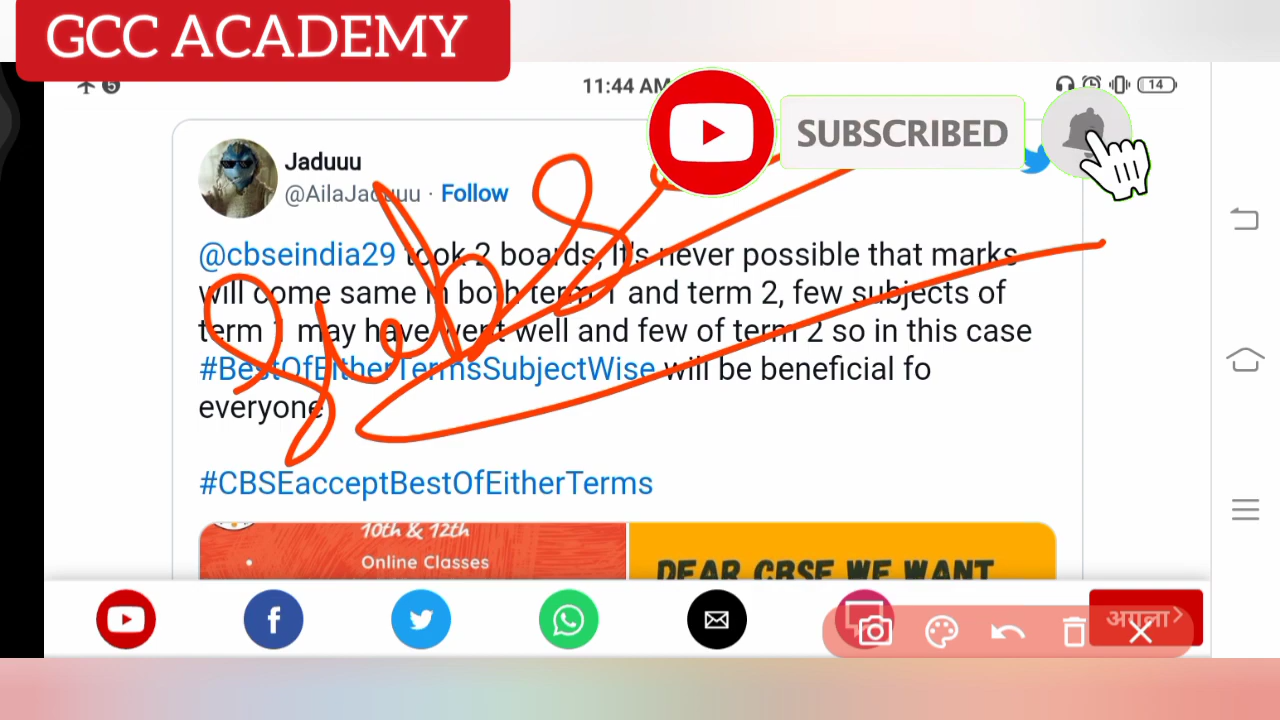 GCC ACADEMY
5 11:44 AM 14
SUBSCRIBED
Jaduuu
@AilaJaduuu · Follow
@cbseindia29 took 2 boards, It's never possible that marks
will come same in both term 1 and term 2, few subjects of
term 1 may have went well and few of term 2 so in this case
#BestOfEitherTermsSubjectWise will be beneficial fo
everyone
#CBSEacceptBestOfEitherTerms
10th & 12th
Online Classes
DEAR CBSE WE WANT
अगला